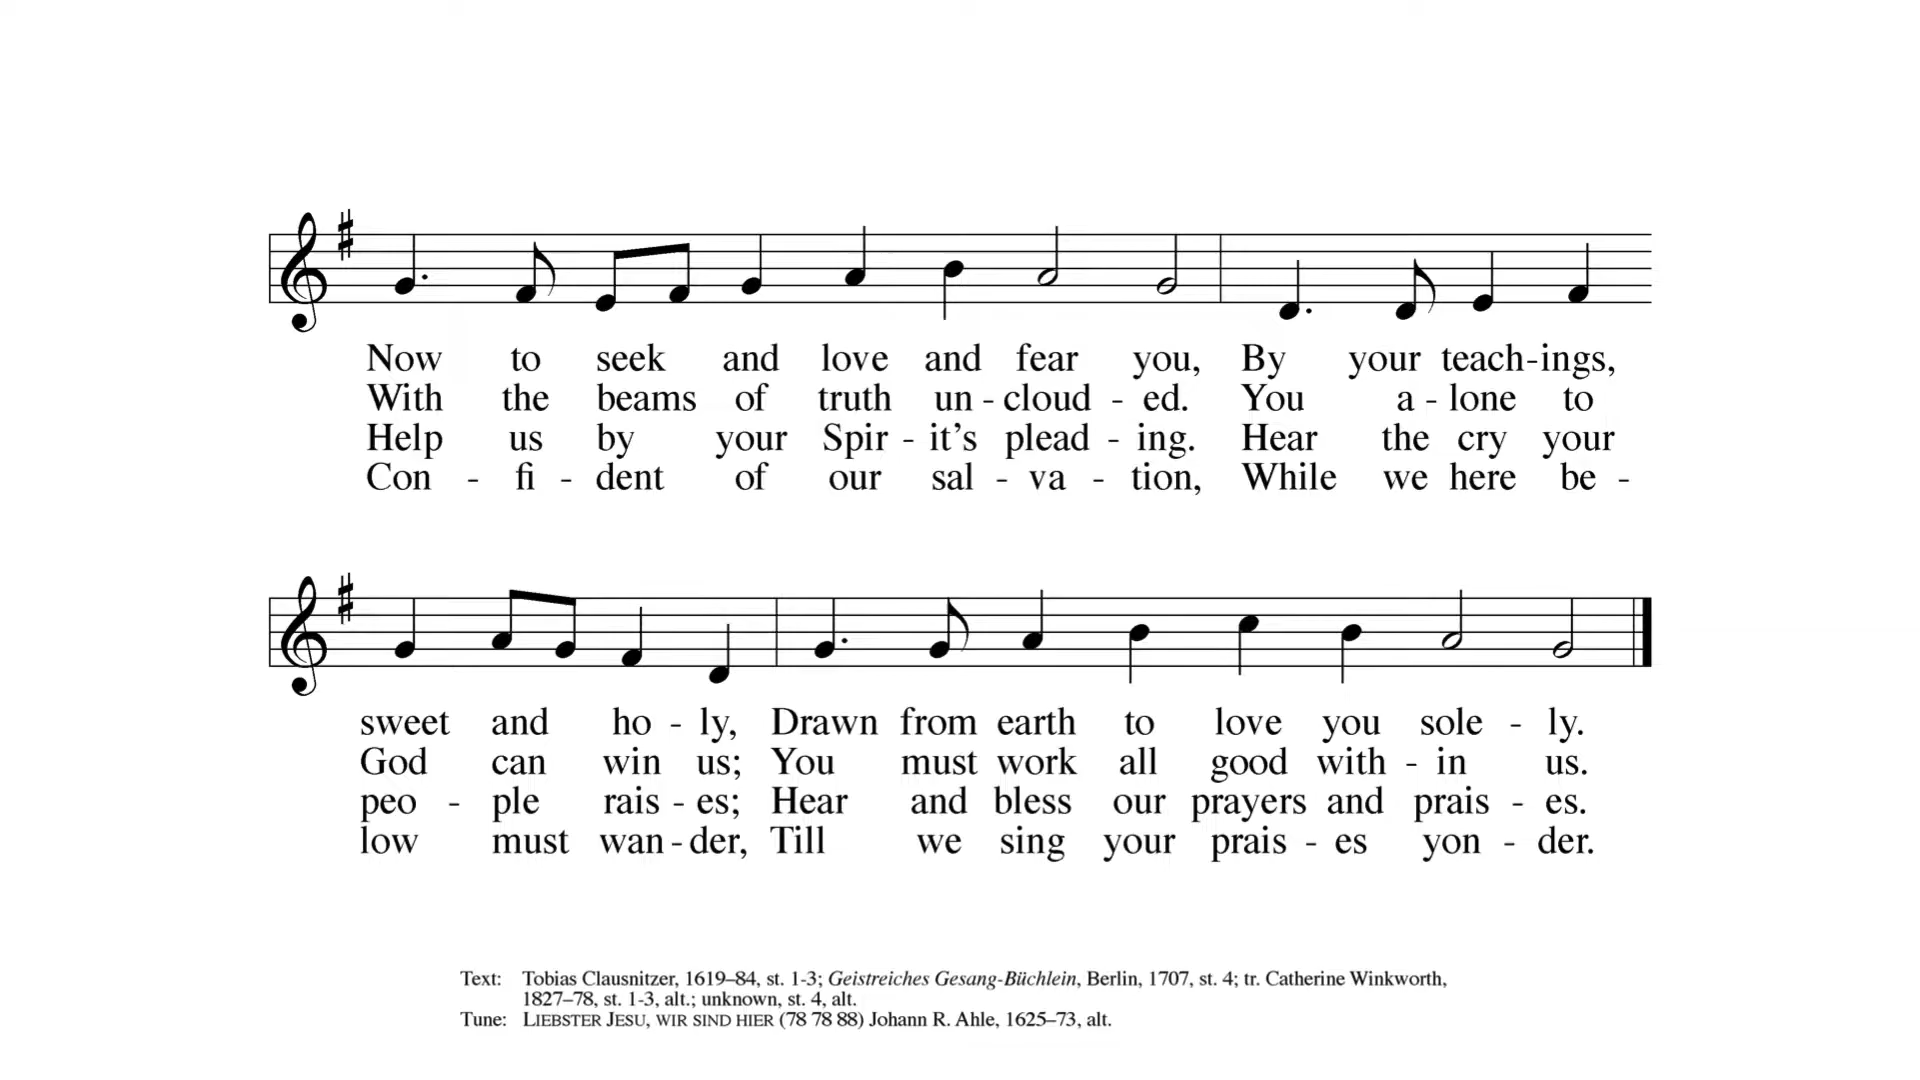 Now to seek and love and fear you, By your teach-ings,
With the beams of truth un - cloud - ed. You a - lone to
Help us by your Spir - it's plead - ing. Hear the cry your
Con - fi - dent of our sal - va - tion, While we here be -
sweet and ho - ly, Drawn from earth to love you sole - ly.
God can win us; You must work all good with - in us.
peo - ple rais - es; Hear and bless our prayers and prais - es.
low must wan - der, Till we sing your prais - es yon - der.
Text: Tobias Clausnitzer, 1619–84, st. 1-3; Geistreiches Gesang-Büchlein, Berlin, 1707, st. 4; tr. Catherine Winkworth,
1827–78, st. 1-3, alt.; unknown, st. 4, alt.
Tune: LIEBSTER JESU, WIR SIND HIER (78 78 88) Johann R. Ahle, 1625–73, alt.